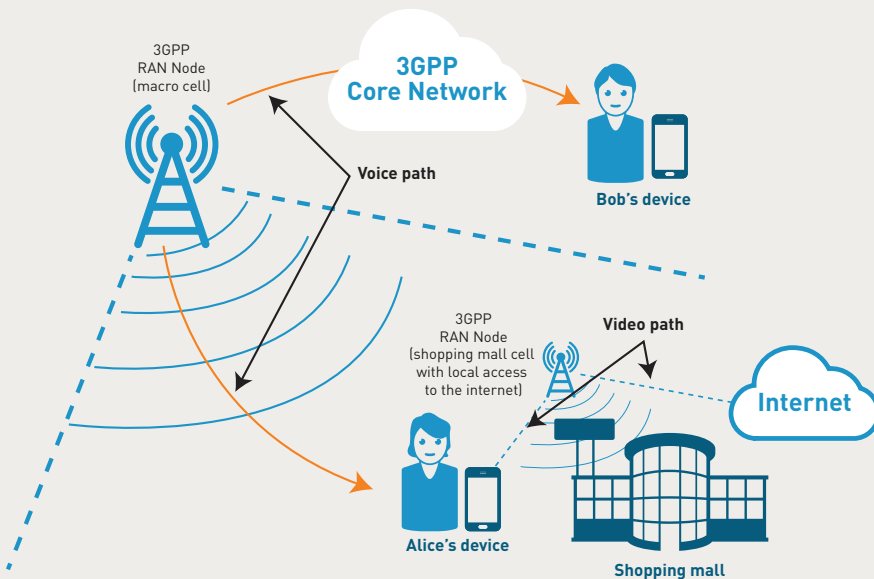 3GPP
RAN Node
(macro cell)
3GPP
Core Network
Voice path
Bob's device
3GPP
RAN Node
(shopping mall cell
with local access
to the internet)
Video path
Internet
Alice's device
Shopping mall